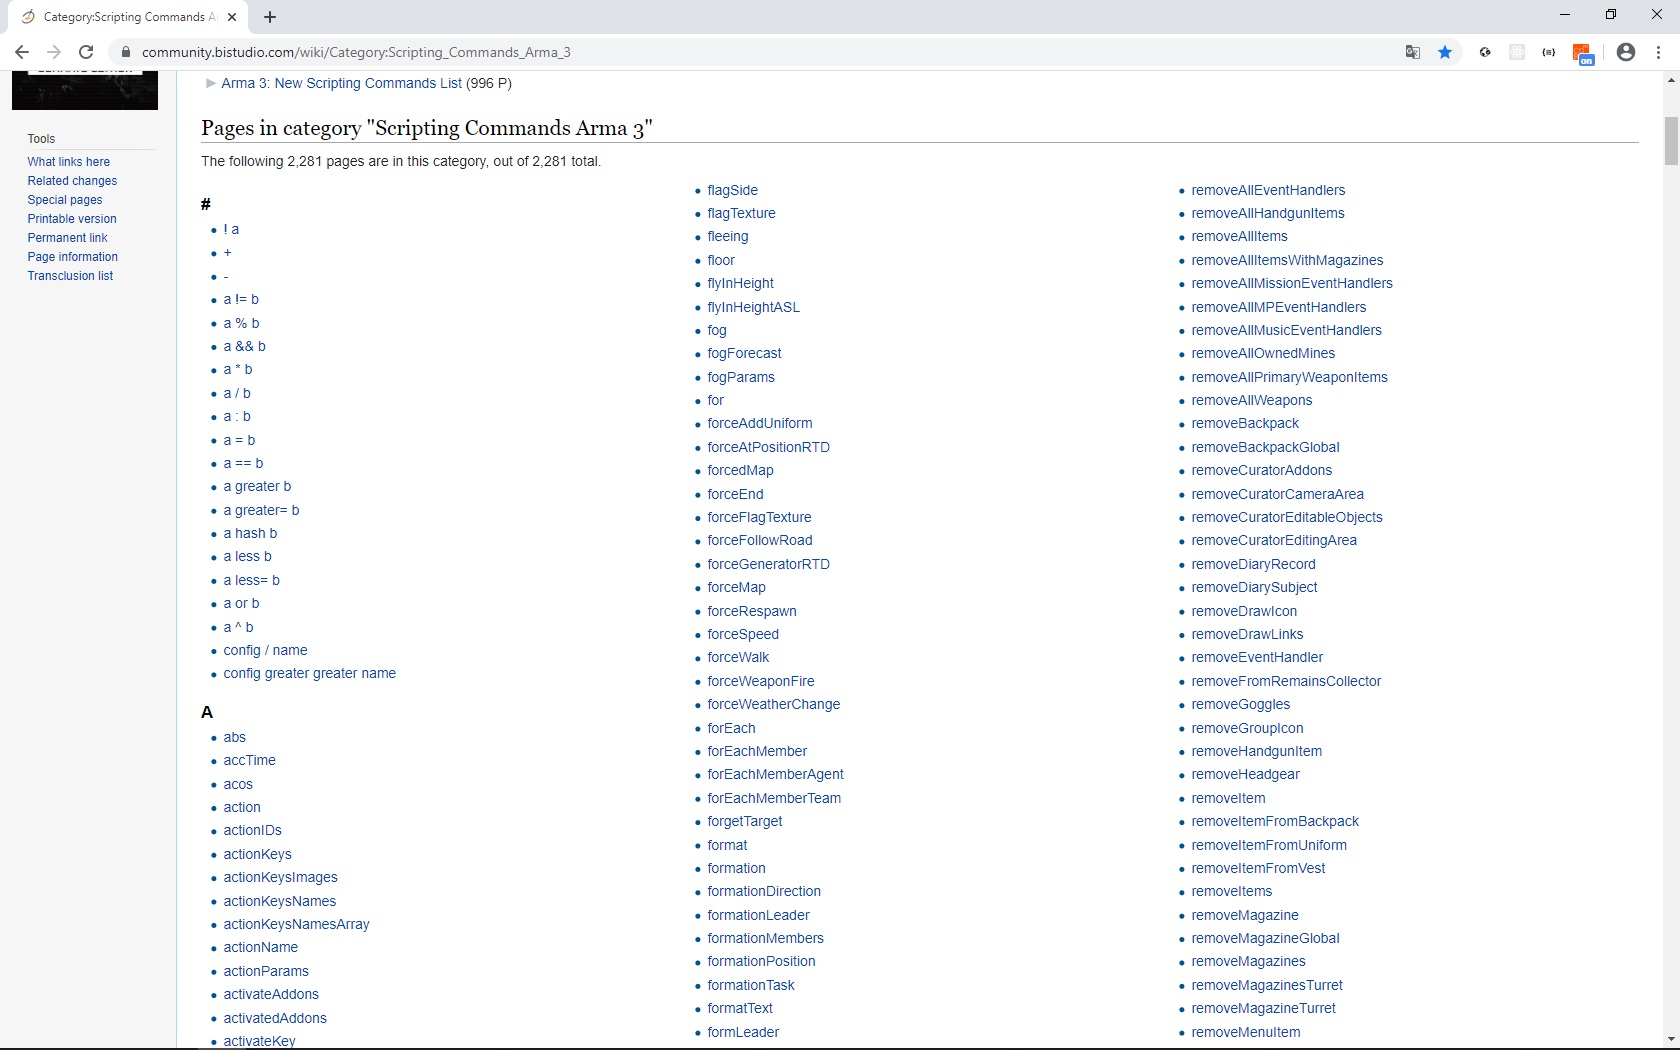 Category:Scripting Commands A
community.bistudio.com/wiki/Category:Scripting_Commands_Arma_3
on
Tools
What links here
Related changes
Special pages
Printable version
Permanent link
Page information
Transclusion list
Arma 3: New Scripting Commands List (996 P)
Pages in category "Scripting Commands Arma 3"
The following 2,281 pages are in this category, out of 2,281 total.
#
! a
+
-
a != b
a % b
a && b
a * b
a / b
a : b
a = b
a == b
a greater b
a greater= b
a hash b
a less b
a less= b
a or b
a ^ b
config / name
config greater greater name
A
abs
accTime
acos
action
actionIDs
actionKeys
actionKeysImages
actionKeysNames
actionKeysNamesArray
actionName
actionParams
activateAddons
activatedAddons
activateKey
flagSide
flagTexture
fleeing
floor
flyInHeight
flyInHeightASL
fog
fogForecast
fogParams
for
forceAddUniform
forceAtPositionRTD
forcedMap
forceEnd
forceFlagTexture
forceFollowRoad
forceGeneratorRTD
forceMap
forceRespawn
forceSpeed
forceWalk
forceWeaponFire
forceWeatherChange
forEach
forEachMember
forEachMemberAgent
forEachMemberTeam
forgetTarget
format
formation
formationDirection
formationLeader
formationMembers
formationPosition
formationTask
formatText
formLeader
removeAllEventHandlers
removeAllHandgunItems
removeAllItems
removeAllItemsWithMagazines
removeAllMissionEventHandlers
removeAllMPEventHandlers
removeAllMusicEventHandlers
removeAllOwnedMines
removeAllPrimaryWeaponItems
removeAllWeapons
removeBackpack
removeBackpackGlobal
removeCuratorAddons
removeCuratorCameraArea
removeCuratorEditableObjects
removeCuratorEditingArea
removeDiaryRecord
removeDiarySubject
removeDrawIcon
removeDrawLinks
removeEventHandler
removeFromRemainsCollector
removeGoggles
removeGroupIcon
removeHandgunItem
removeHeadgear
removeItem
removeItemFromBackpack
removeItemFromUniform
removeItemFromVest
removeItems
removeMagazine
removeMagazineGlobal
removeMagazines
removeMagazinesTurret
removeMagazineTurret
removeMenuItem